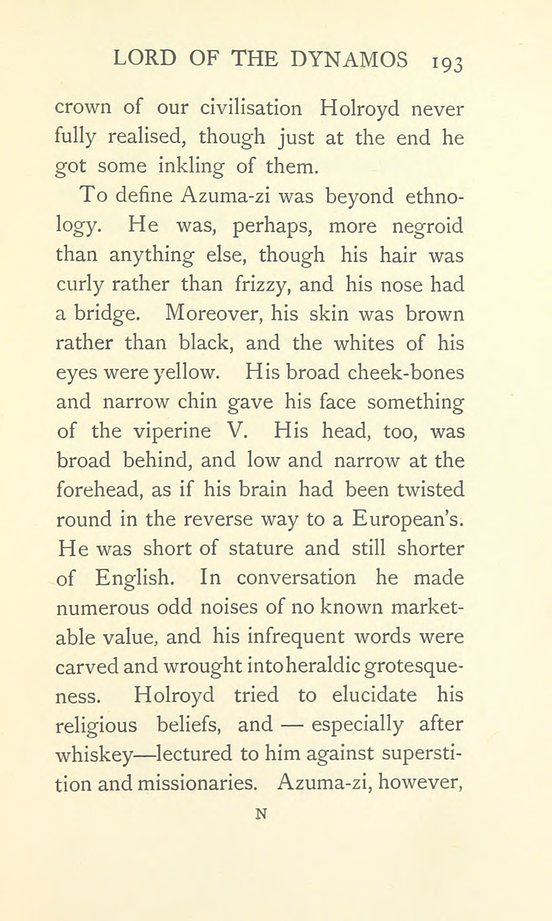 LORD OF THE DYNAMOS 193
crown of our civilisation Holroyd never
fully realised, though just at the end he
got some inkling of them.
To define Azuma-zi was beyond ethno-
logy. He was, perhaps, more negroid
than anything else, though his hair was
curly rather than frizzy, and his nose had
a bridge. Moreover, his skin was brown
rather than black, and the whites of his
eyes were yellow. His broad cheek-bones
and narrow chin gave his face something
of the viperine V. His head, too, was
broad behind, and low and narrow at the
forehead, as if his brain had been twisted
round in the reverse way to a European's.
He was short of stature and still shorter
of English. In conversation he made
numerous odd noises of no known market-
able value, and his infrequent words were
carved and wrought into heraldic grotesque-
ness. Holroyd tried to elucidate his
religious beliefs, and — especially after
whiskey—lectured to him against supersti-
tion and missionaries. Azuma-zi, however,
N